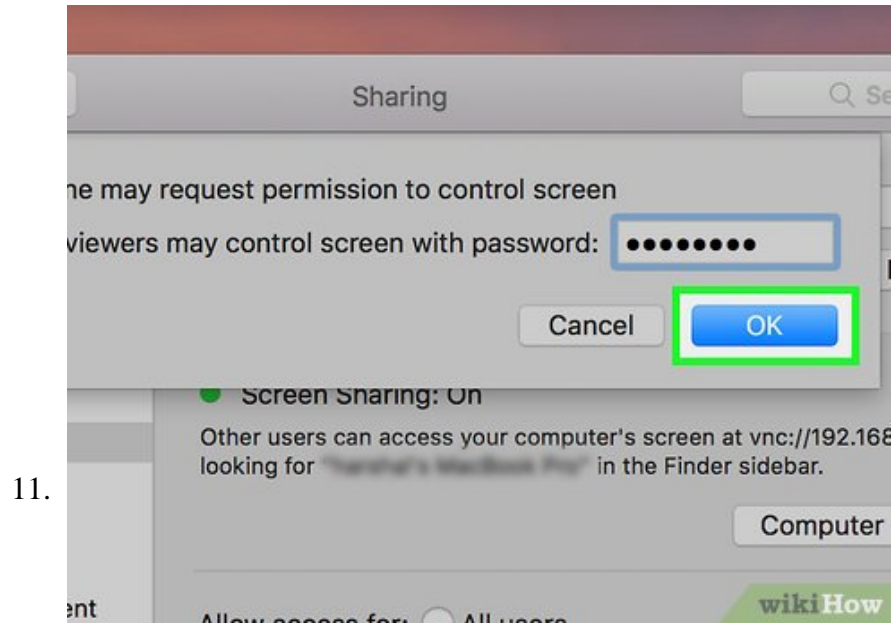 Sharing
Se
ne may request permission to control screen
viewers may control screen with password: ••••••••
Cancel
OK
Screen Sharing: On
Other users can access your computer's screen at vnc://192.168
looking for in the Finder sidebar.
11.
Computer
ent
Allow access for: All users
wikiHow